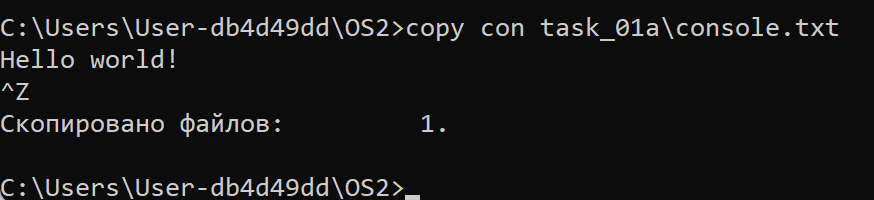 C:\Users\User-db4d49dd\OS2>copy con task_01a\console.txt
Hello world!
^Z
Скопировано файлов:         1.
C:\Users\User-db4d49dd\OS2>